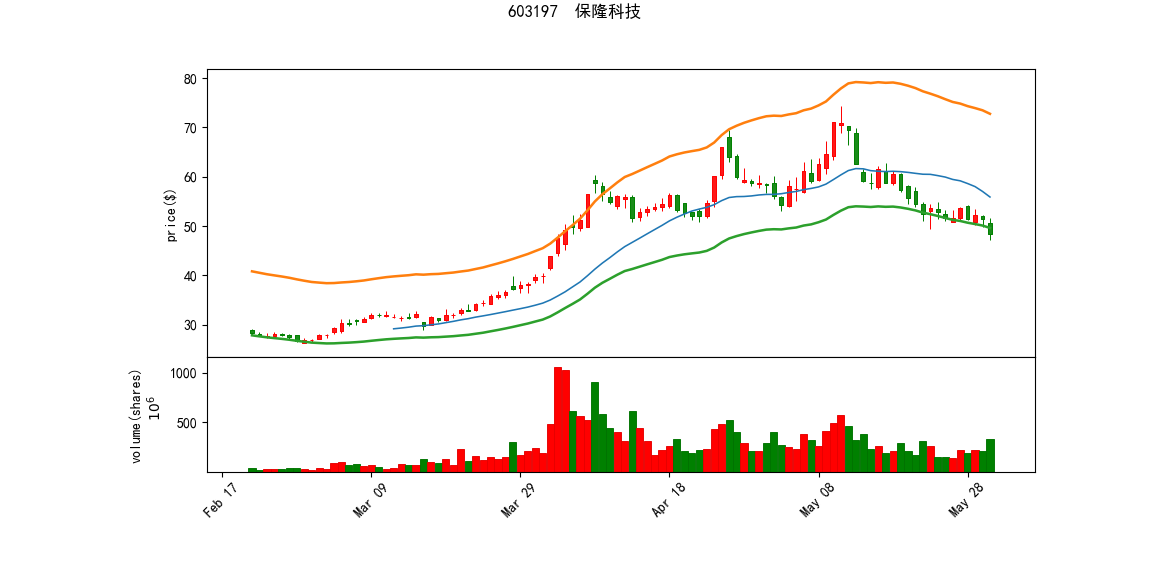 603197 保隆科技
80
70
60
50
40
30
price($)
1000
500
volume(shares)
10^6
Feb 17
Mar 09
Mar 29
Apr 18
May 08
May 28